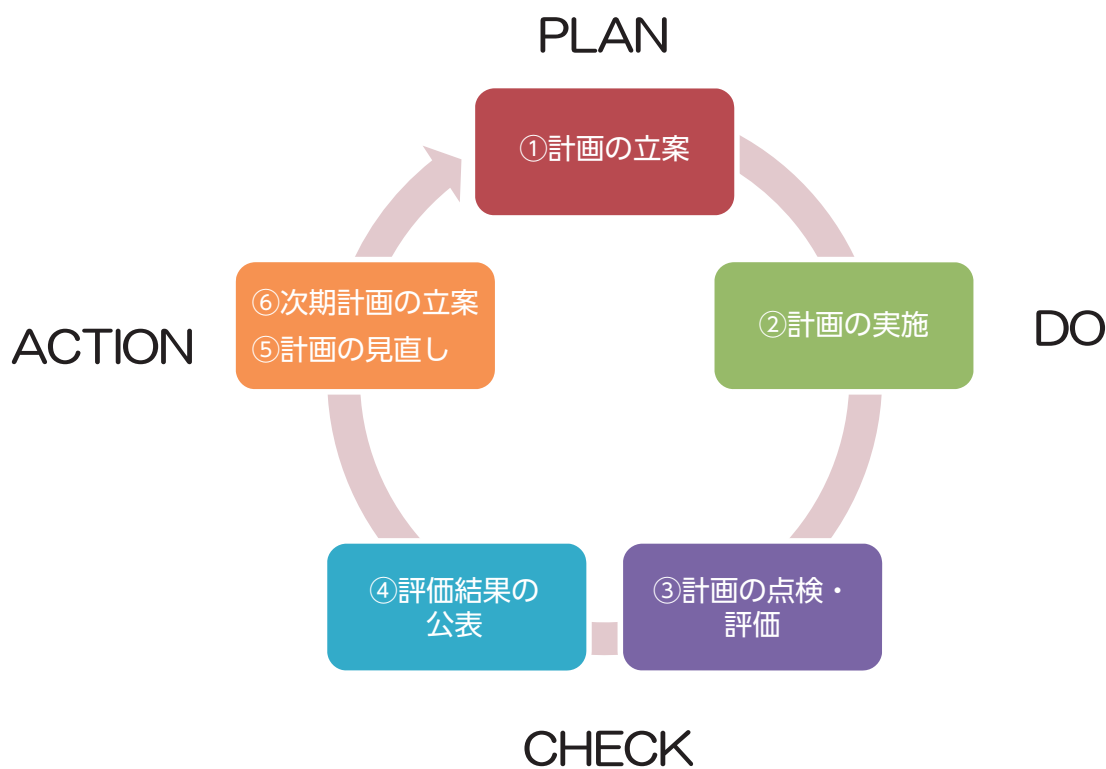 PLAN
①計画の立案
⑥次期計画の立案
⑤計画の見直し
②計画の実施
ACTION
DO
④評価結果の
公表
③計画の点検・
評価
CHECK